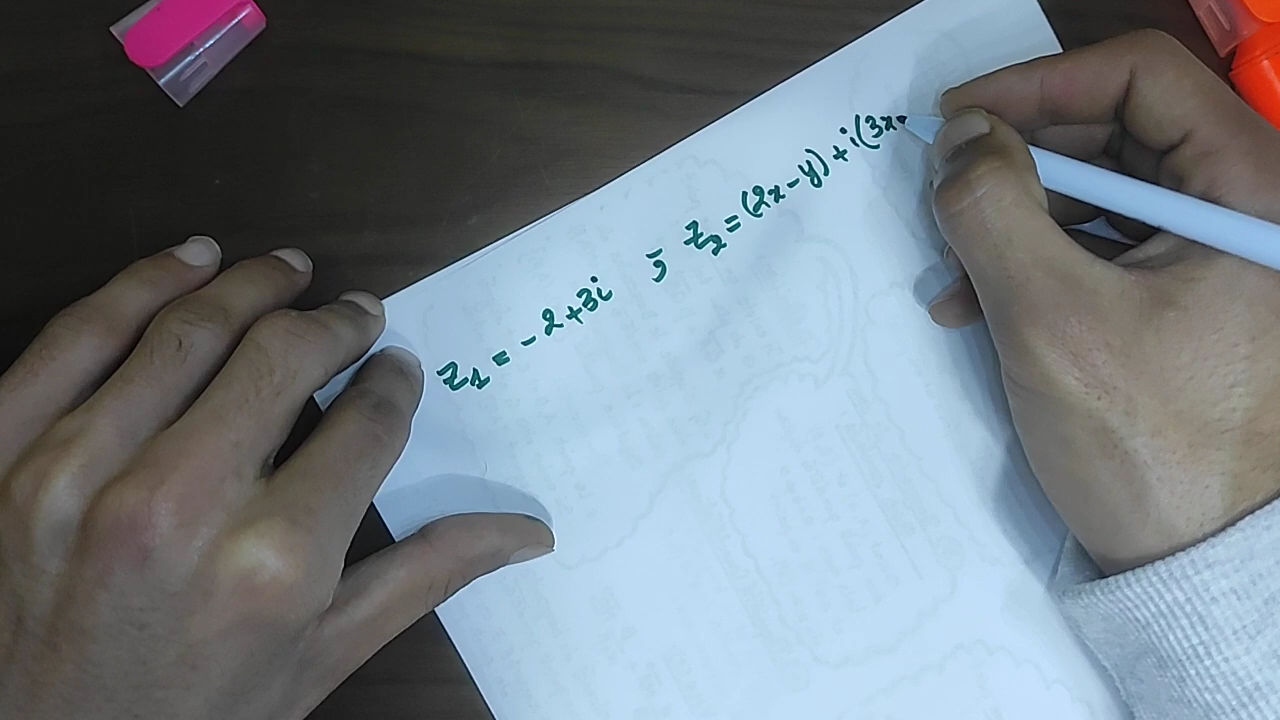 z1 = -2+3i و z2 = (2x-y)+i(3x